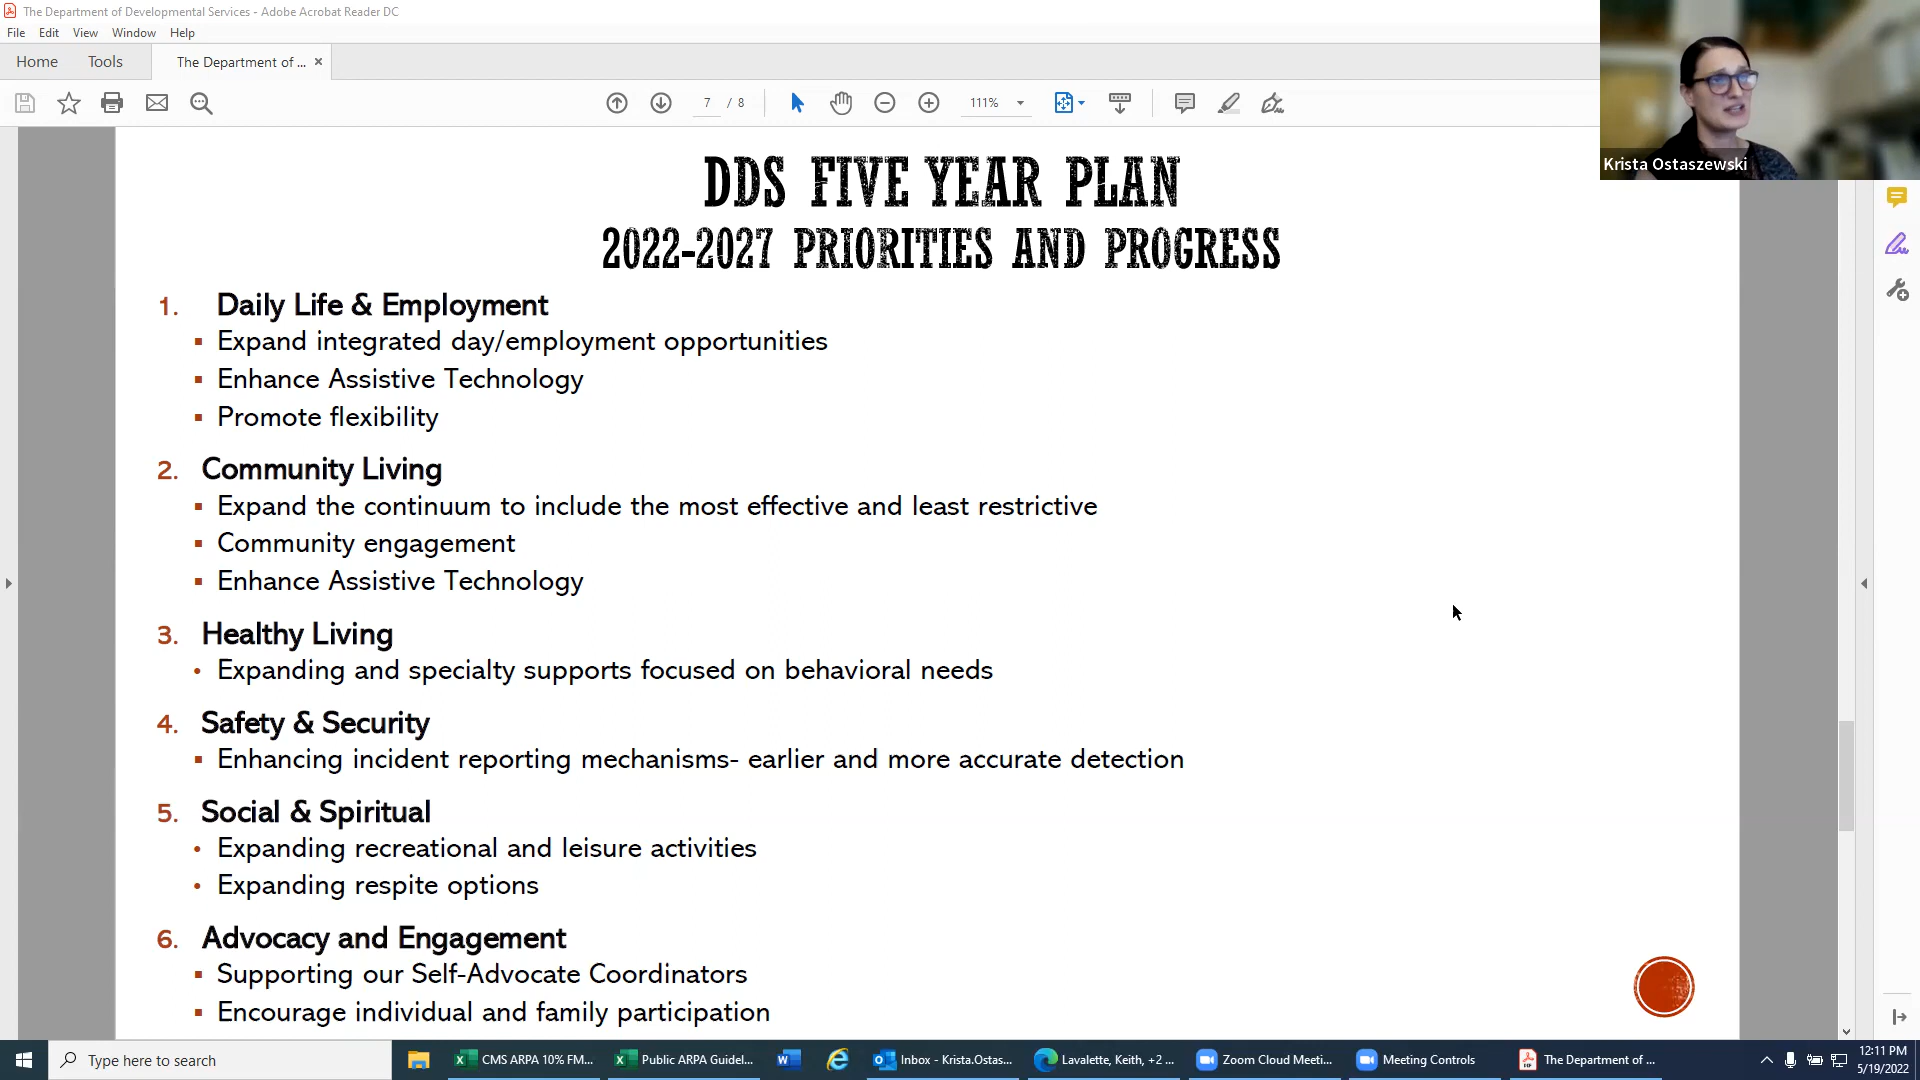 The Department of Developmental Services - Adobe Acrobat Reader DC
File Edit View Window Help
Home Tools The Department of ... ×
7 / 8 111%
Krista Ostaszewski
DDS FIVE YEAR PLAN
2022-2027 PRIORITIES AND PROGRESS
1. Daily Life & Employment
▪ Expand integrated day/employment opportunities
▪ Enhance Assistive Technology
▪ Promote flexibility
2. Community Living
▪ Expand the continuum to include the most effective and least restrictive
▪ Community engagement
▪ Enhance Assistive Technology
3. Healthy Living
• Expanding and specialty supports focused on behavioral needs
4. Safety & Security
▪ Enhancing incident reporting mechanisms- earlier and more accurate detection
5. Social & Spiritual
• Expanding recreational and leisure activities
• Expanding respite options
6. Advocacy and Engagement
▪ Supporting our Self-Advocate Coordinators
▪ Encourage individual and family participation
Type here to search CMS ARPA 10% FM... Public ARPA Guidel... Inbox - Krista.Ostas... Lavalette, Keith, +2 ... Zoom Cloud Meeti... Meeting Controls The Department of ... 12:11 PM
5/19/2022